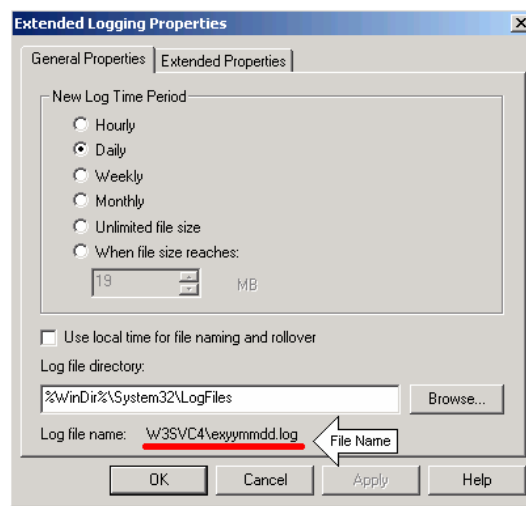 Extended Logging Properties
General Properties
Extended Properties
New Log Time Period
Hourly
Daily
Weekly
Monthly
Unlimited file size
When file size reaches:
19 MB
Use local time for file naming and rollover
Log file directory:
%WinDir%\System32\LogFiles Browse...
Log file name: W3SVC4\exyymmdd.log File Name
OK Cancel Apply Help